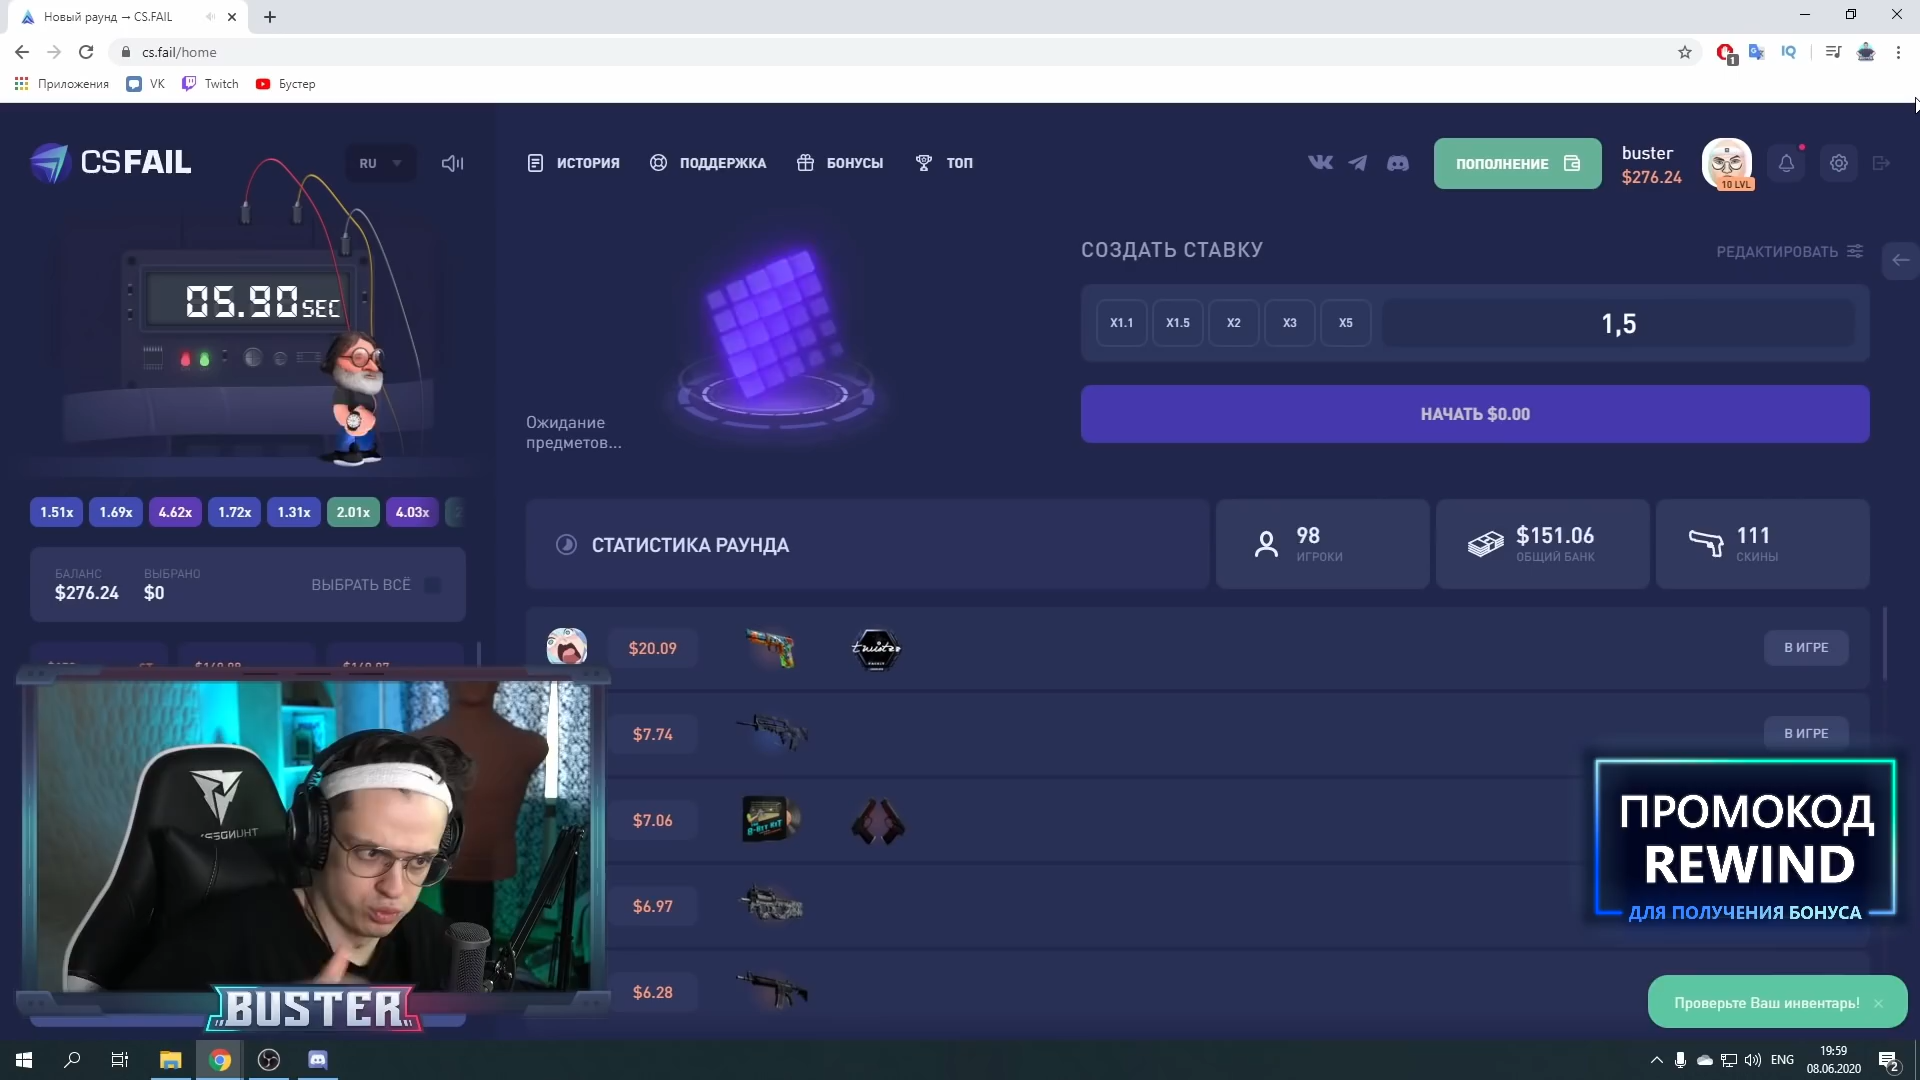 Новый раунд → CS.FAIL
cs.fail/home
1
Приложения
VK
Twitch
Бустер
CSFAIL
RU
ИСТОРИЯ
ПОДДЕРЖКА
БОНУСЫ
ТОП
ПОПОЛНЕНИЕ
buster
$276.24
10 LVL
05.90 SEC
Ожидание
предметов...
СОЗДАТЬ СТАВКУ
РЕДАКТИРОВАТЬ
X1.1
X1.5
X2
X3
X5
1,5
НАЧАТЬ $0.00
1.51x
1.69x
4.62x
1.72x
1.31x
2.01x
4.03x
БАЛАНС
$276.24
ВЫБРАНО
$0
ВЫБРАТЬ ВСЁ
СТАТИСТИКА РАУНДА
98
ИГРОКИ
$151.06
ОБЩИЙ БАНК
111
СКИНЫ
$20.09
В ИГРЕ
$7.74
В ИГРЕ
$7.06
$6.97
$6.28
ПРОМОКОД
REWIND
ДЛЯ ПОЛУЧЕНИЯ БОНУСА
BUSTER
Проверьте Ваш инвентарь!
ENG
19:59
08.06.2020
2